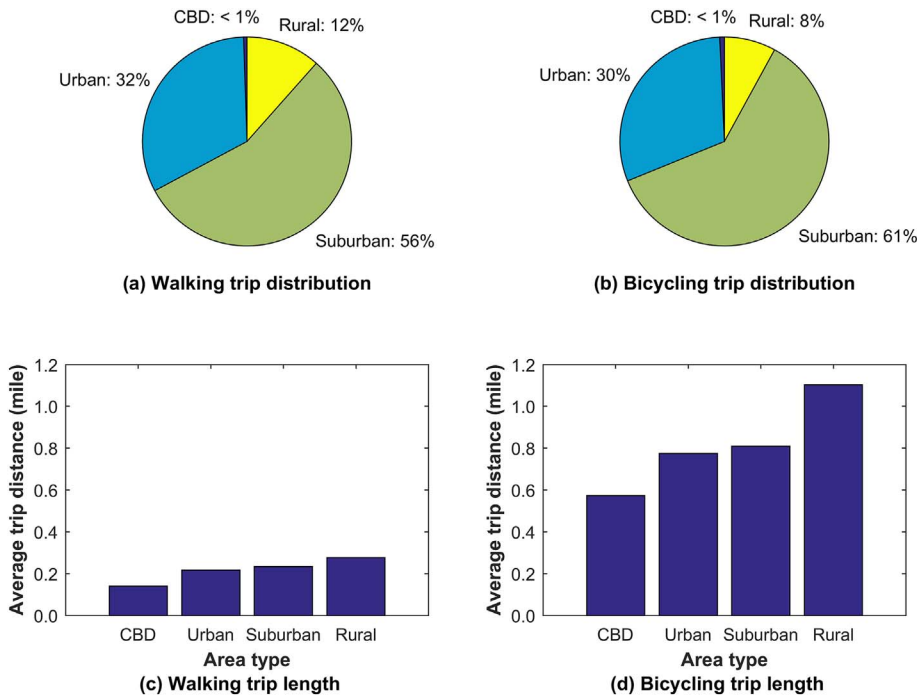 CBD: < 1%
Rural: 12%
Urban: 32%
Suburban: 56%
(a) Walking trip distribution
CBD: < 1%
Rural: 8%
Urban: 30%
Suburban: 61%
(b) Bicycling trip distribution
Average trip distance (mile)
1.2
1.0
0.8
0.6
0.4
0.2
0.0
CBD Urban Suburban Rural
Area type
(c) Walking trip length
Average trip distance (mile)
1.2
1.0
0.8
0.6
0.4
0.2
0.0
CBD Urban Suburban Rural
Area type
(d) Bicycling trip length